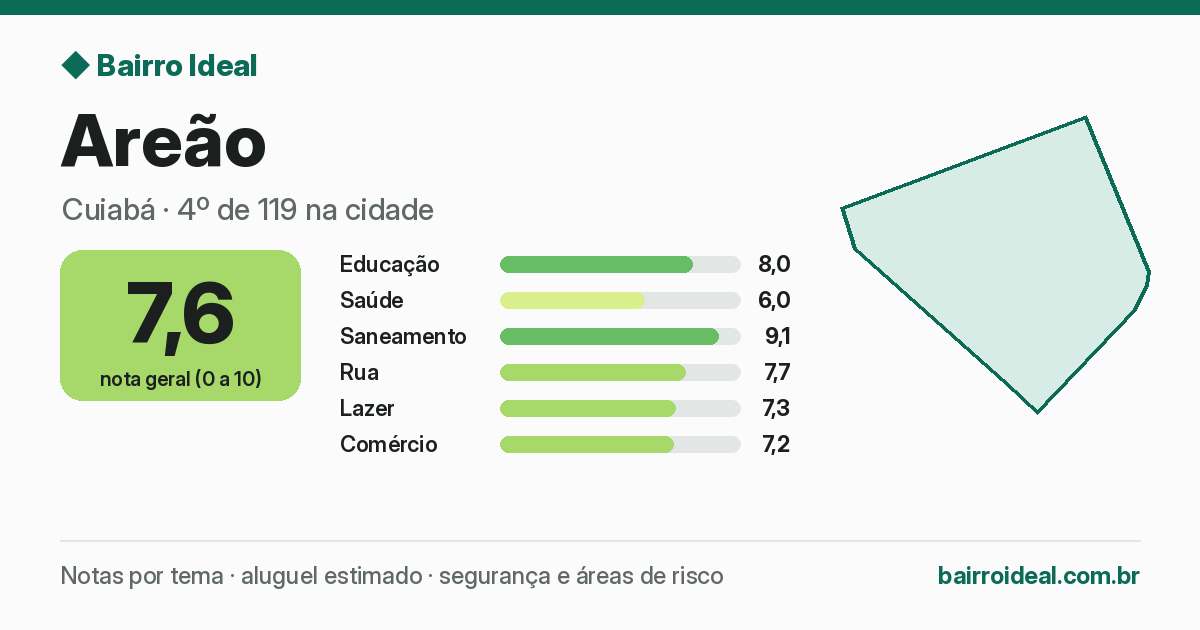 Bairro Ideal
Areão
Cuiabá · 4º de 119 na cidade
7,6
nota geral (0 a 10)
Educação 8,0
Saúde 6,0
Saneamento 9,1
Rua 7,7
Lazer 7,3
Comércio 7,2
Notas por tema · aluguel estimado · segurança e áreas de risco
bairroideal.com.br